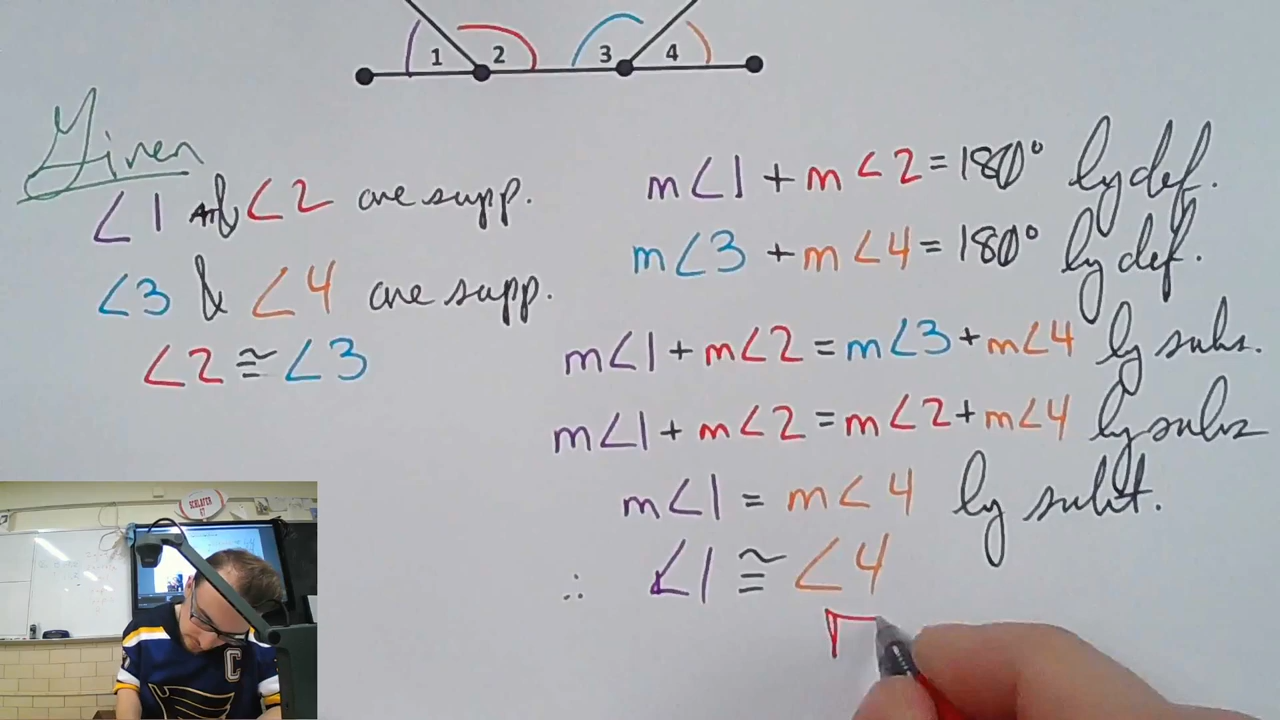 1 2 3 4
Given
∠1 and ∠2 are supp.
∠3 & ∠4 are supp.
∠2 ≅ ∠3
m∠1 + m∠2 = 180° by def.
m∠3 + m∠4 = 180° by def.
m∠1 + m∠2 = m∠3 + m∠4 by subs.
m∠1 + m∠2 = m∠2 + m∠4 by subs
m∠1 = m∠4 by subt.
∴ ∠1 ≅ ∠4
C